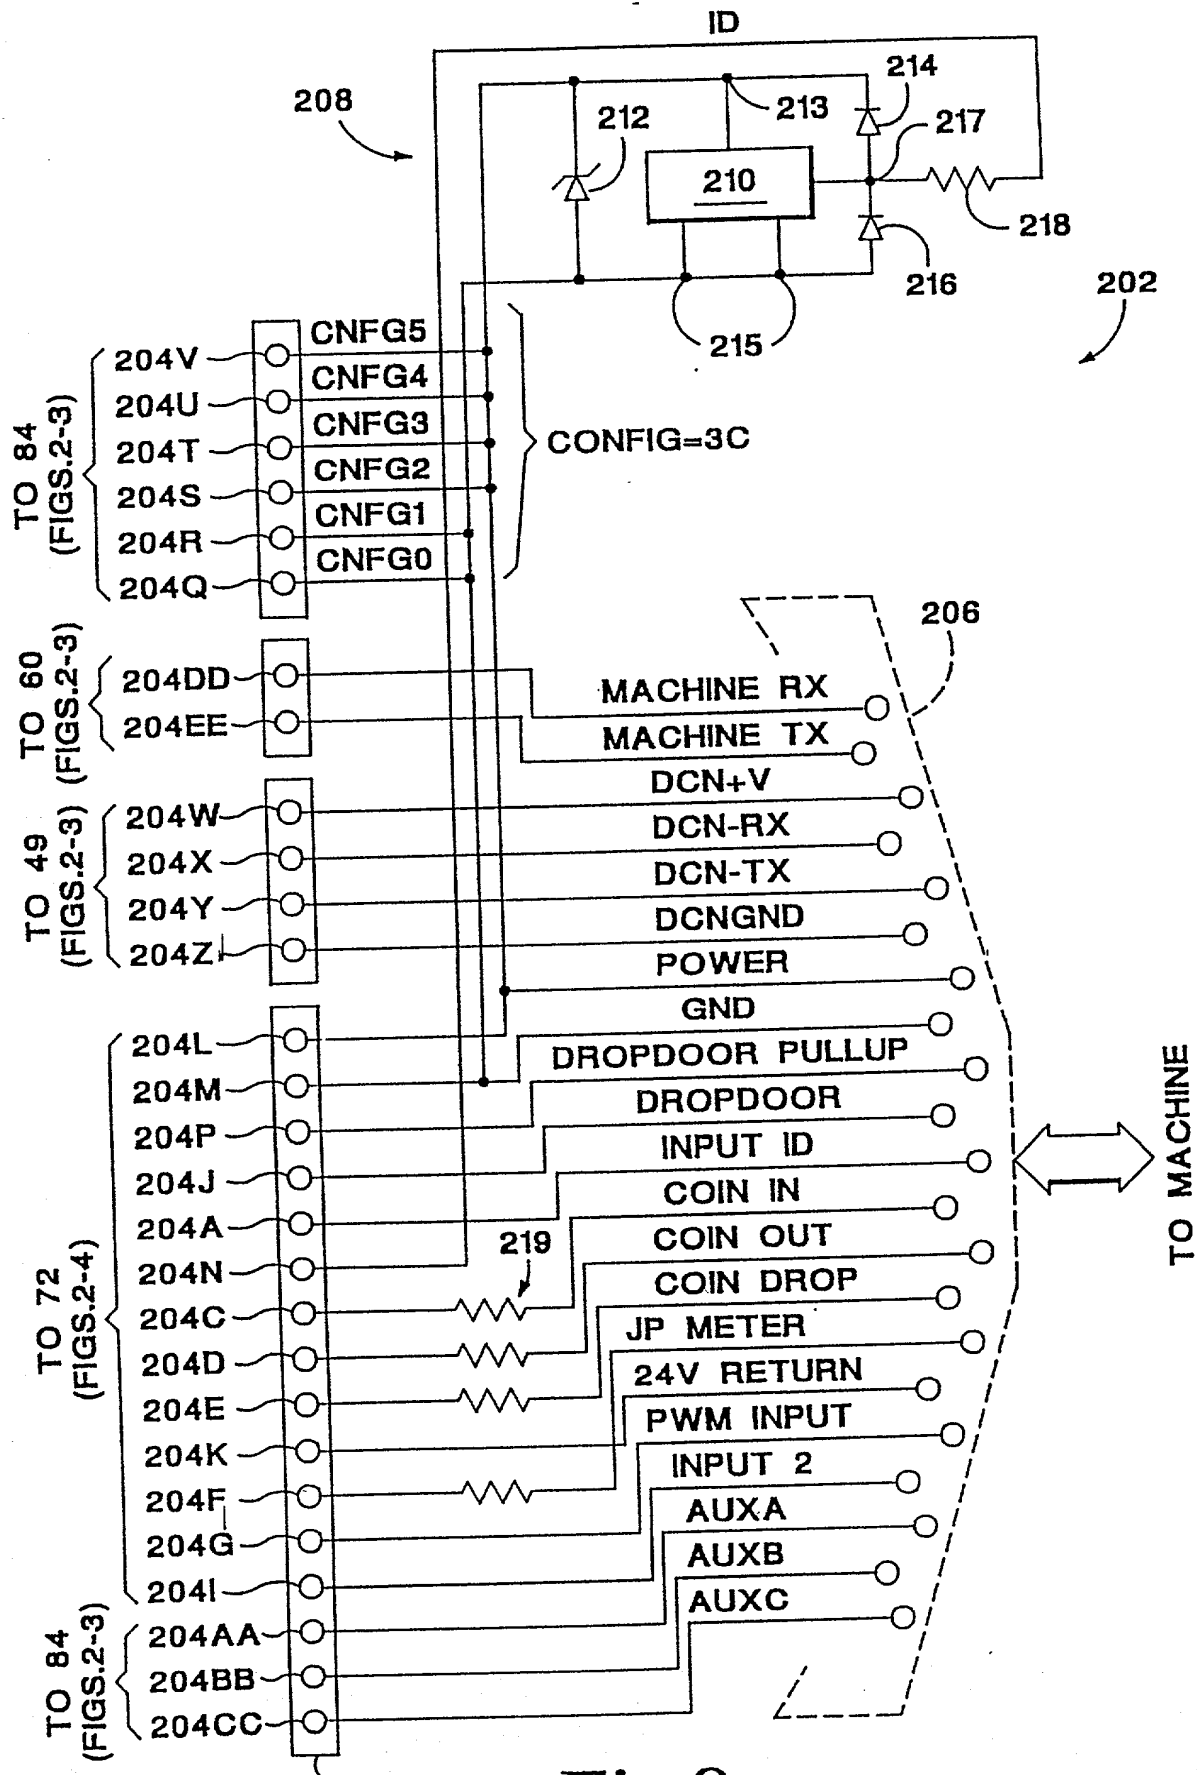 ID
208
212
213
214
217
210
218
216
215
202
TO 84
(FIGS.2-3)
204V
CNFG5
204U
CNFG4
204T
CNFG3
204S
CNFG2
204R
CNFG1
204Q
CNFG0
CONFIG=3C
206
TO 60
(FIGS.2-3)
204DD
MACHINE RX
204EE
MACHINE TX
TO 49
(FIGS.2-3)
204W
DCN+V
204X
DCN-RX
204Y
DCN-TX
204Z
DCNGND
POWER
TO 72
(FIGS.2-4)
204L
GND
204M
DROPDOOR PULLUP
204P
DROPDOOR
204J
INPUT ID
204A
COIN IN
204N
219
COIN OUT
204C
COIN DROP
204D
JP METER
204E
24V RETURN
204K
PWM INPUT
204F
INPUT 2
204G
AUXA
204I
AUXB
TO 84
(FIGS.2-3)
204AA
AUXC
204BB
204CC
TO MACHINE